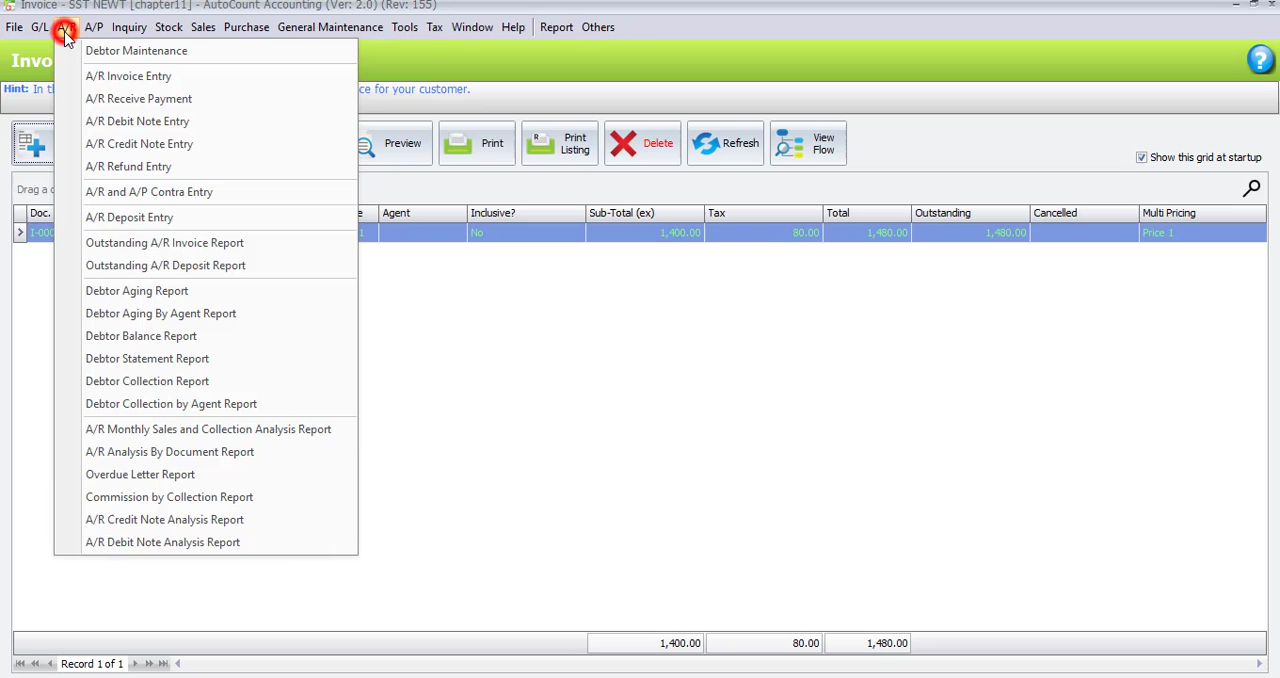 Invoice - SST NEWT [chapter11] - AutoCount Accounting (Ver: 2.0) (Rev: 155)
File G/L A/R A/P Inquiry Stock Sales Purchase General Maintenance Tools Tax Window Help Report Others
Invo
Hint: In th
ce for your customer.
Preview Print Print Listing Delete Refresh View Flow
Show this grid at startup
Drag a c
Doc. e Agent Inclusive? Sub-Total (ex) Tax Total Outstanding Cancelled Multi Pricing
I-000 1 No 1,400.00 80.00 1,480.00 1,480.00 Price 1
Debtor Maintenance
A/R Invoice Entry
A/R Receive Payment
A/R Debit Note Entry
A/R Credit Note Entry
A/R Refund Entry
A/R and A/P Contra Entry
A/R Deposit Entry
Outstanding A/R Invoice Report
Outstanding A/R Deposit Report
Debtor Aging Report
Debtor Aging By Agent Report
Debtor Balance Report
Debtor Statement Report
Debtor Collection Report
Debtor Collection by Agent Report
A/R Monthly Sales and Collection Analysis Report
A/R Analysis By Document Report
Overdue Letter Report
Commission by Collection Report
A/R Credit Note Analysis Report
A/R Debit Note Analysis Report
1,400.00 80.00 1,480.00
Record 1 of 1